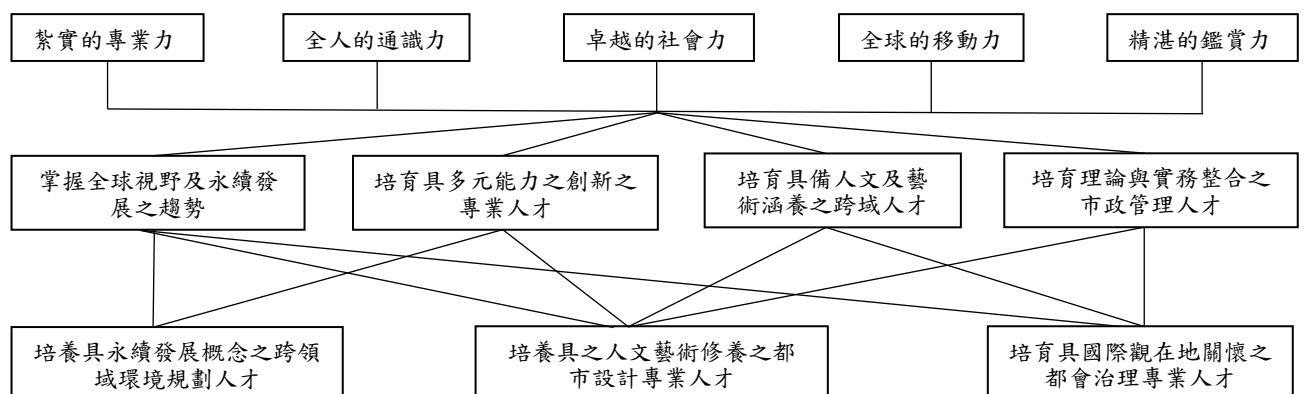 紮實的專業力
全人的通識力
卓越的社會力
全球的移動力
精湛的鑑賞力
掌握全球視野及永續發
展之趨勢
培育具多元能力之創新之
專業人才
培育具備人文及藝
術涵養之跨域人才
培育理論與實務整合之
市政管理人才
培養具永續發展概念之跨領
域環境規劃人才
培養具之人文藝術修養之都
市設計專業人才
培育具國際觀在地關懷之
都會治理專業人才